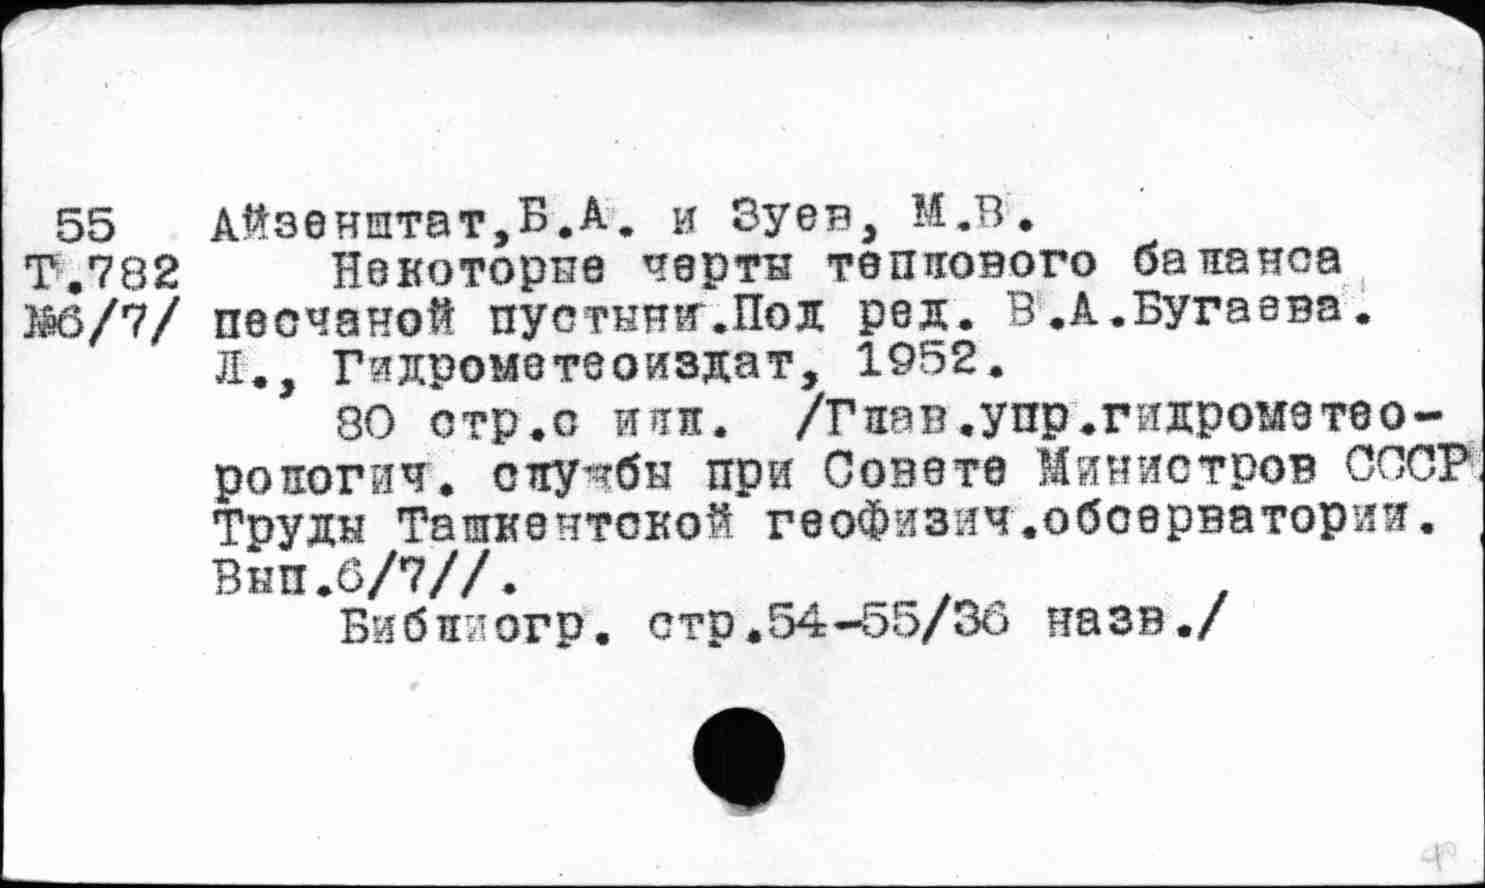 55 Айзенштат,Б.А. и Зуев, М.В.
Т.782 Некоторые черты теплового баланса
№6/7/ песчаной пустыни.Под ред. В.А.Бугаева.
Л., Гидрометеоиздат, 1952.
80 стр.с илл. /Глав.упр.гидрометео-
рологич. службы при Совете Министров СССР.
Труды Ташкентской геофизич.обсерватории.
Вып.6/7//.
Библиогр. стр.54-55/36 назв./